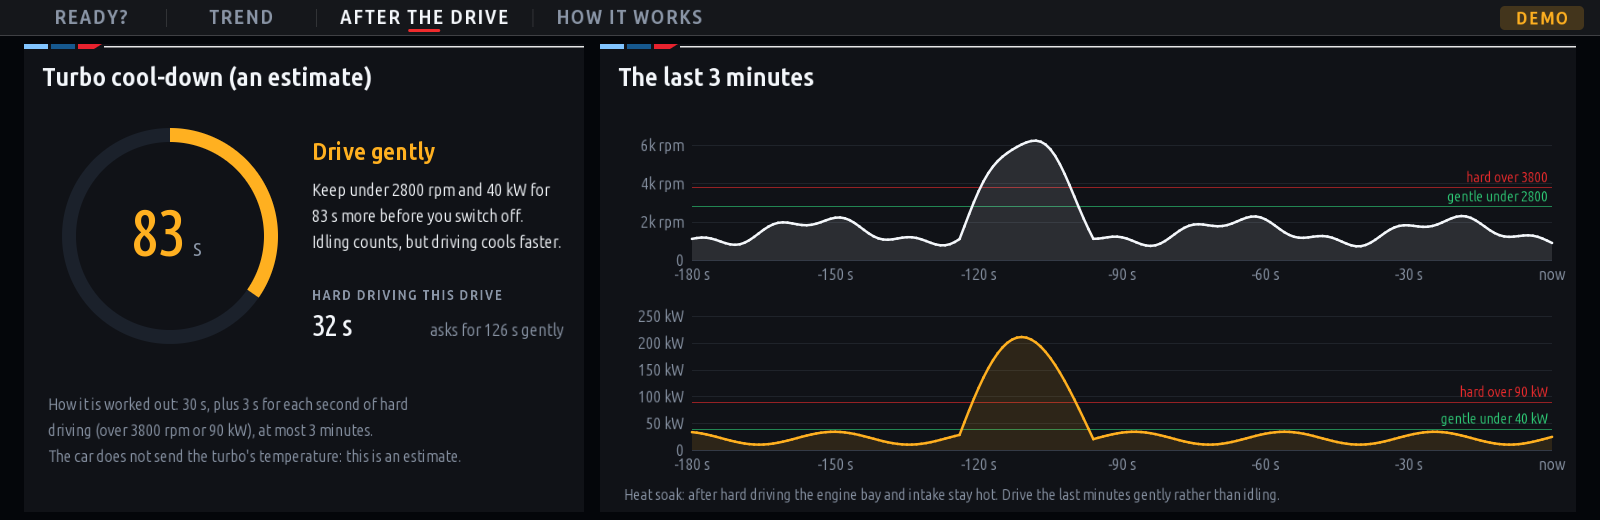 READY?
TREND
AFTER THE DRIVE
HOW IT WORKS
DEMO
Turbo cool-down (an estimate)
83 s
Drive gently
Keep under 2800 rpm and 40 kW for
83 s more before you switch off.
Idling counts, but driving cools faster.
HARD DRIVING THIS DRIVE
32 s
asks for 126 s gently
How it is worked out: 30 s, plus 3 s for each second of hard
driving (over 3800 rpm or 90 kW), at most 3 minutes.
The car does not send the turbo's temperature: this is an estimate.
The last 3 minutes
6k rpm
4k rpm
2k rpm
0
hard over 3800
gentle under 2800
-180 s
-150 s
-120 s
-90 s
-60 s
-30 s
now
250 kW
200 kW
150 kW
100 kW
50 kW
0
hard over 90 kW
gentle under 40 kW
-180 s
-150 s
-120 s
-90 s
-60 s
-30 s
now
Heat soak: after hard driving the engine bay and intake stay hot. Drive the last minutes gently rather than idling.